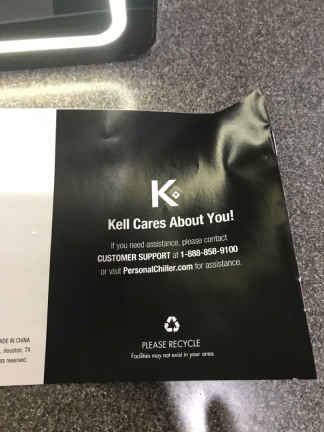 K
Kell Cares About You!
If you need assistance, please contact
CUSTOMER SUPPORT at 1-888-858-9100
or visit PersonalChiller.com for assistance.
PLEASE RECYCLE
Facilities may not exist in your area.
ADE IN CHINA
, Houston, TX
ts reserved.